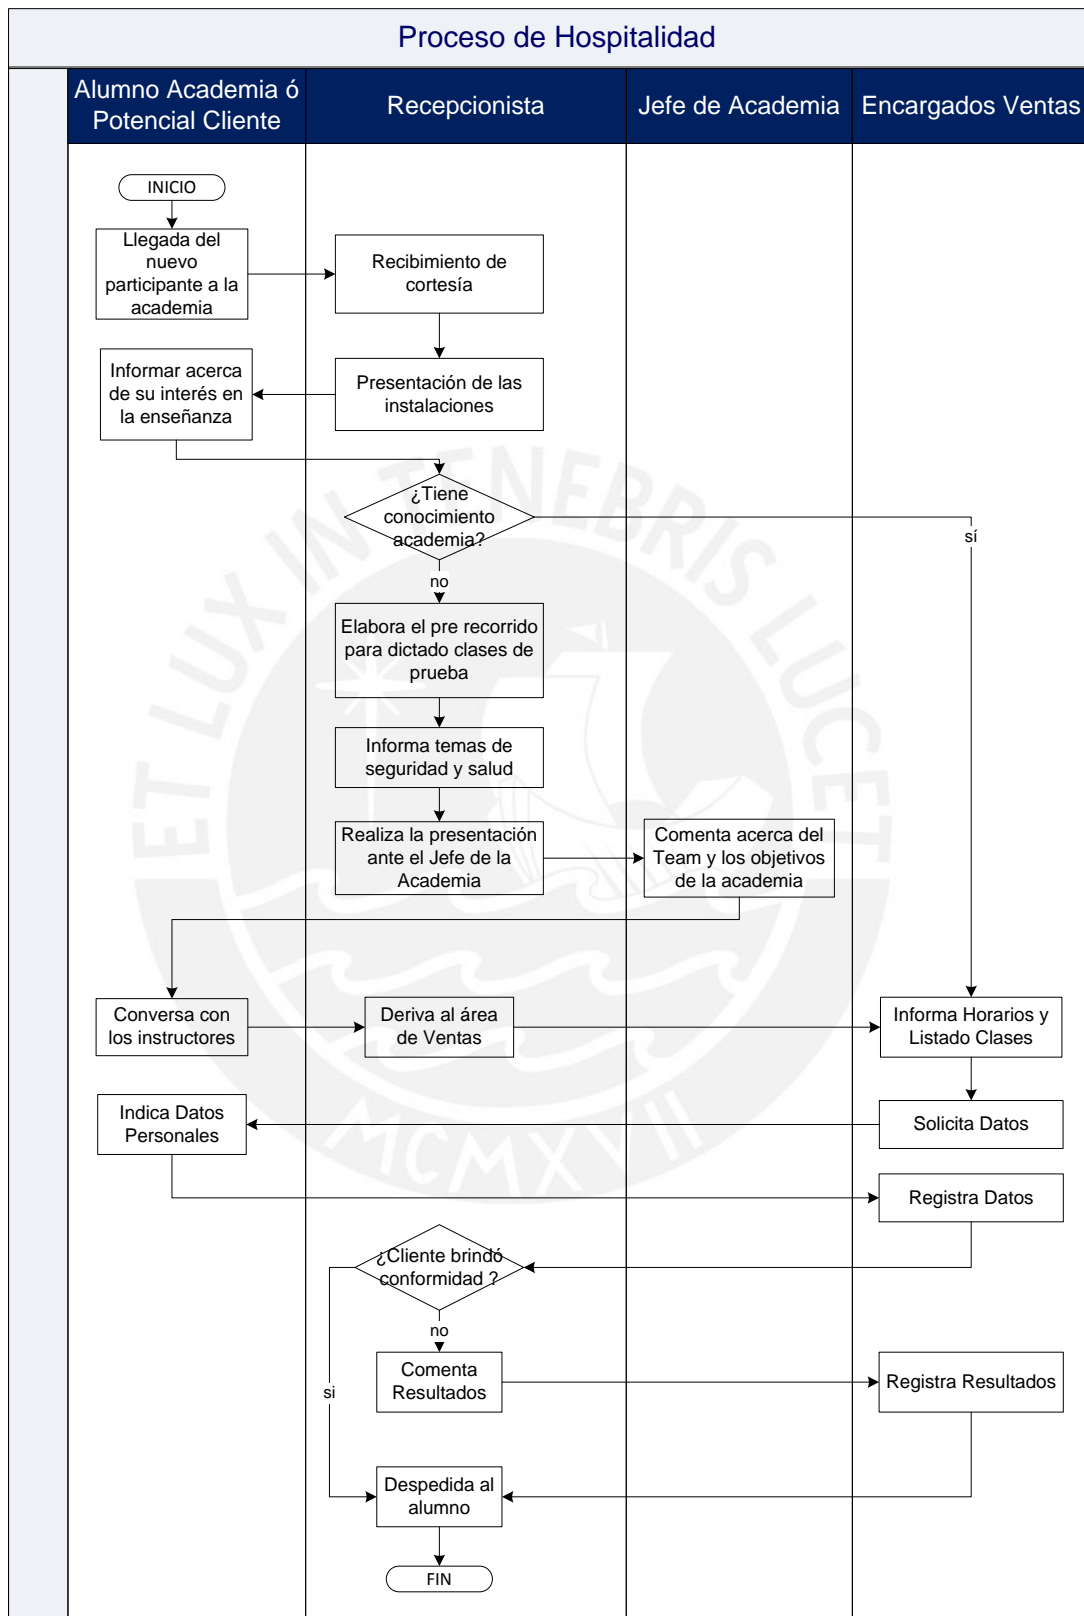 Proceso de Hospitalidad
Alumno Academia ó
Potencial Cliente
Recepcionista
Jefe de Academia
Encargados Ventas
INICIO
Llegada del
nuevo
participante a la
academia
Recibimiento de
cortesía
Informar acerca
de su interés en
la enseñanza
Presentación de las
instalaciones
¿Tiene
conocimiento
academia?
sí
no
Elabora el pre recorrido
para dictado clases de
prueba
Informa temas de
seguridad y salud
Realiza la presentación
ante el Jefe de la
Academia
Comenta acerca del
Team y los objetivos
de la academia
Conversa con
los instructores
Deriva al área
de Ventas
Informa Horarios y
Listado Clases
Indica Datos
Personales
Solicita Datos
Registra Datos
¿Cliente brindó
conformidad ?
no
si
Comenta
Resultados
Registra Resultados
Despedida al
alumno
FIN
ET LUX IN TENEBRIS LUCET
MCMXVII